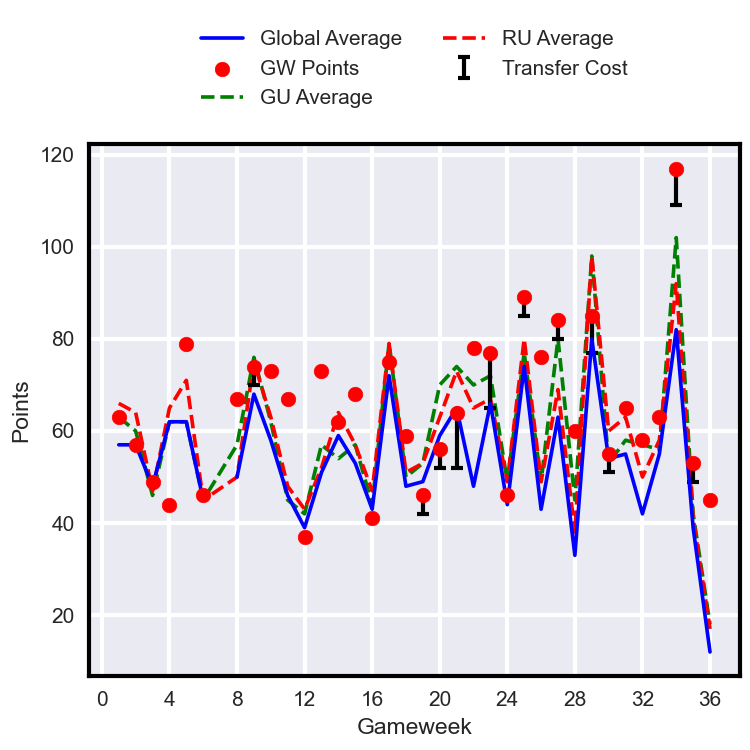 Global Average
GW Points
GU Average
RU Average
Transfer Cost
120
100
80
60
40
20
Points
0 4 8 12 16 20 24 28 32 36
Gameweek